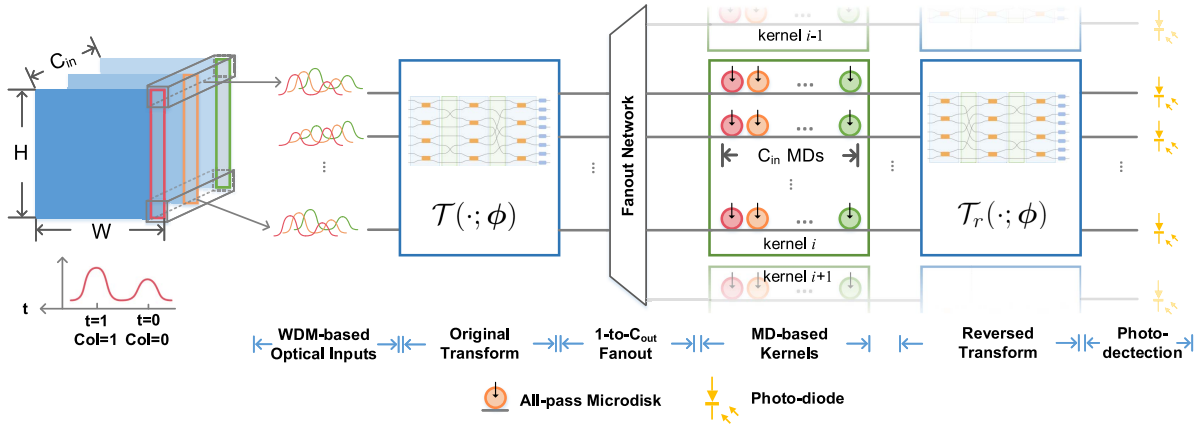 C_in
H
W
t
t=1 t=0
Col=1 Col=0
𝒯(·; ϕ)
Fanout Network
kernel i-1
...
C_in MDs
...
kernel i
kernel i+1
𝒯_r(·; ϕ)
WDM-based
Optical Inputs
Original
Transform
1-to-C_out
Fanout
MD-based
Kernels
Reversed
Transform
Photo-
dectection
All-pass Microdisk
Photo-diode